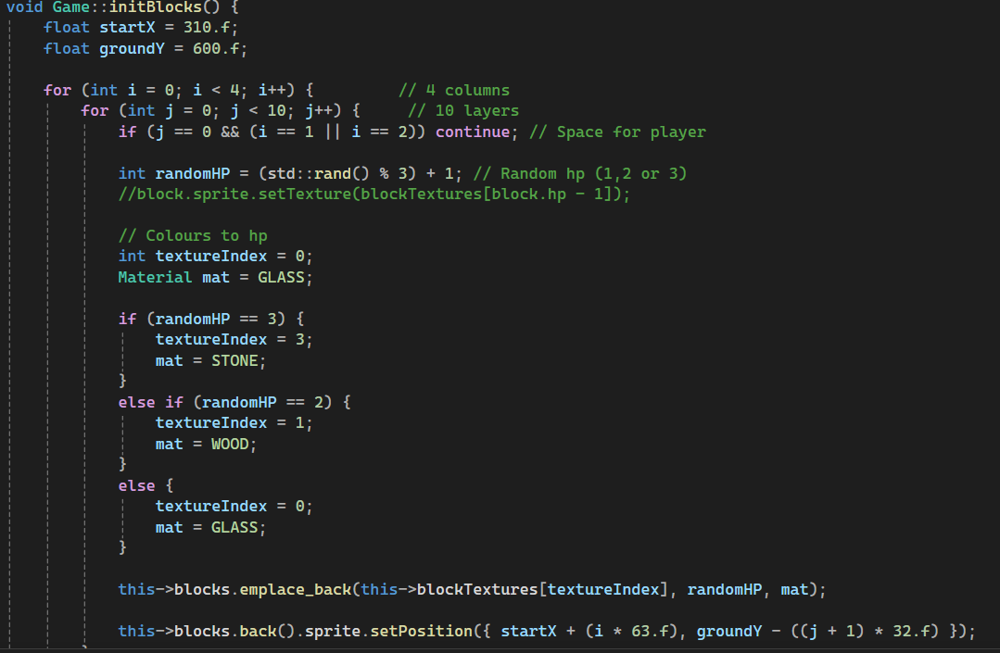 void Game::initBlocks() {
    float startX = 310.f;
    float groundY = 600.f;

    for (int i = 0; i < 4; i++) {         // 4 columns
        for (int j = 0; j < 10; j++) {     // 10 layers
            if (j == 0 && (i == 1 || i == 2)) continue; // Space for player

            int randomHP = (std::rand() % 3) + 1; // Random hp (1,2 or 3)
            //block.sprite.setTexture(blockTextures[block.hp - 1]);

            // Colours to hp
            int textureIndex = 0;
            Material mat = GLASS;

            if (randomHP == 3) {
                textureIndex = 3;
                mat = STONE;
            }
            else if (randomHP == 2) {
                textureIndex = 1;
                mat = WOOD;
            }
            else {
                textureIndex = 0;
                mat = GLASS;
            }

            this->blocks.emplace_back(this->blockTextures[textureIndex], randomHP, mat);

            this->blocks.back().sprite.setPosition({ startX + (i * 63.f), groundY - ((j + 1) * 32.f) });